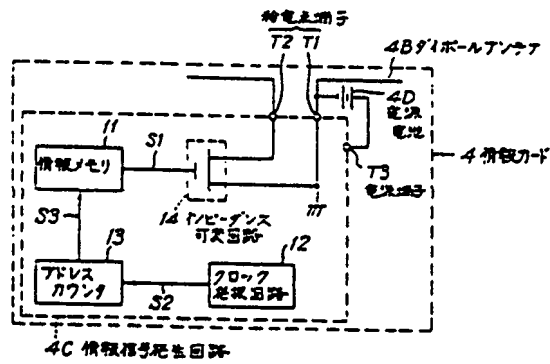 給電点端子
T2 T1
4Bダイポールアンテナ
4D
電源
電池
11
情報メモリ
S1
4 情報カード
T3
電源端子
14 インピーダンス
可変回路
S3
13
アドレス
カウンタ
12
クロック
発振回路
S2
4C 情報信号発生回路